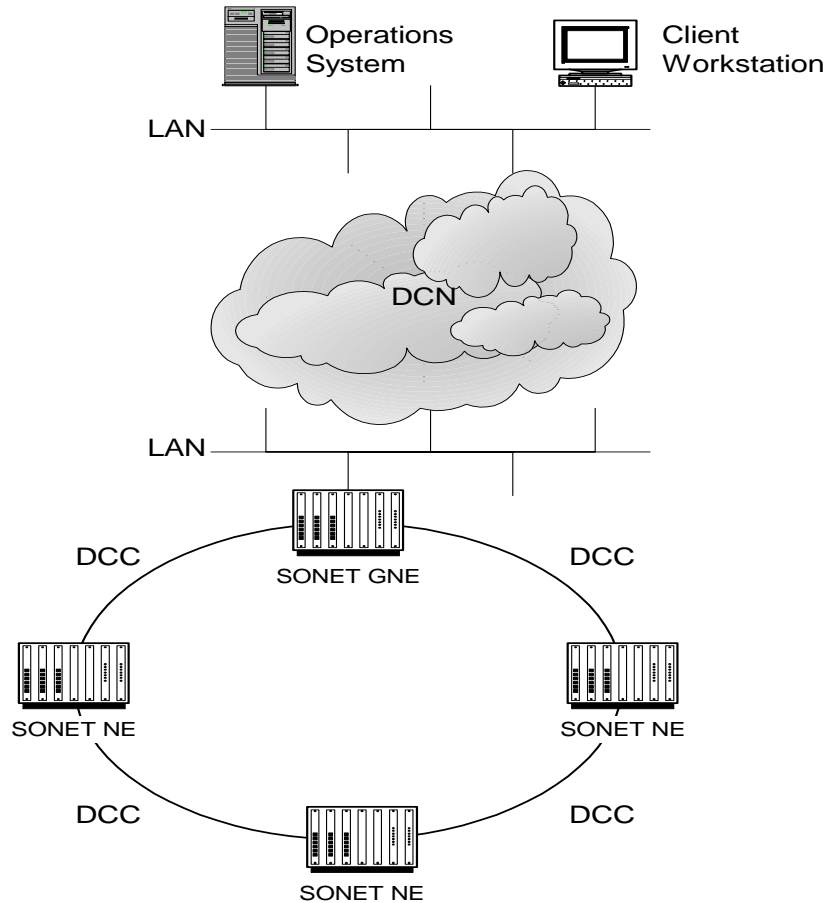 Operations
System
Client
Workstation
LAN
DCN
LAN
DCC
DCC
SONET GNE
SONET NE
SONET NE
DCC
DCC
SONET NE